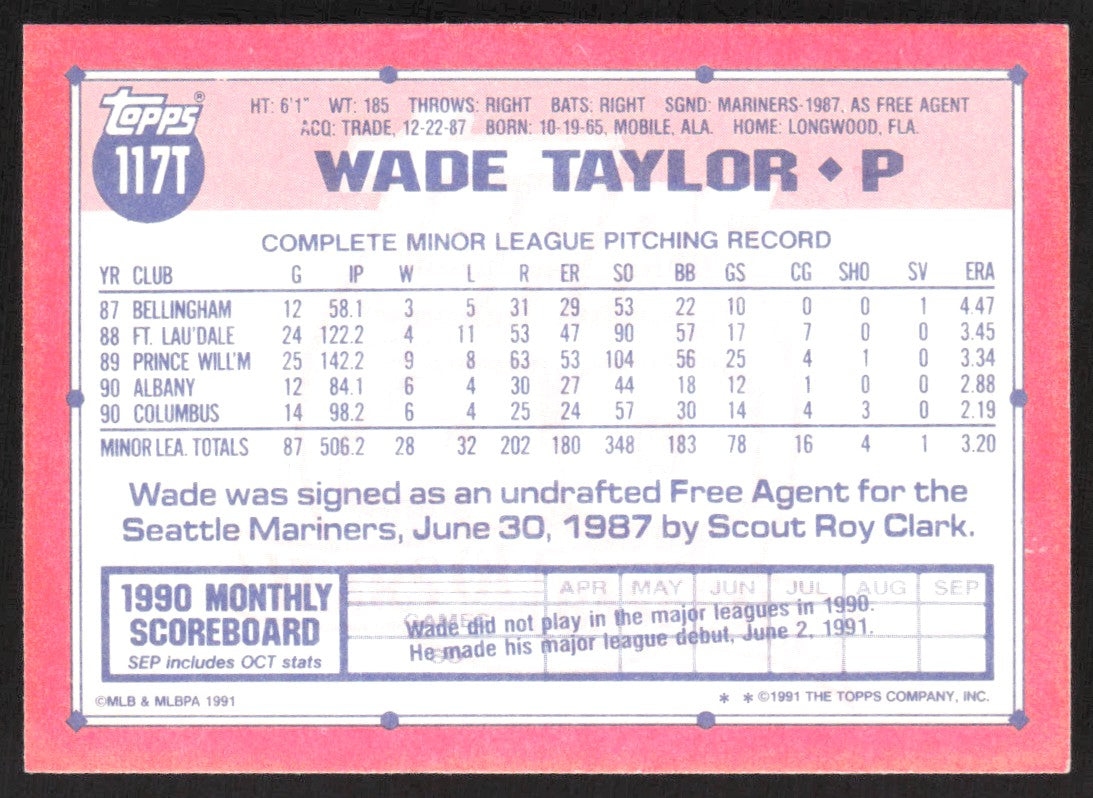 topps®
117T
HT: 6'1" WT: 185 THROWS: RIGHT BATS: RIGHT SGND: MARINERS-1987, AS FREE AGENT
ACQ: TRADE, 12-22-87 BORN: 10-19-65, MOBILE, ALA. HOME: LONGWOOD, FLA.
WADE TAYLOR ◆ P
COMPLETE MINOR LEAGUE PITCHING RECORD
YR CLUB G IP W L R ER SO BB GS CG SHO SV ERA
87 BELLINGHAM 12 58.1 3 5 31 29 53 22 10 0 0 1 4.47
88 FT. LAU'DALE 24 122.2 4 11 53 47 90 57 17 7 0 0 3.45
89 PRINCE WILL'M 25 142.2 9 8 63 53 104 56 25 4 1 0 3.34
90 ALBANY 12 84.1 6 4 30 27 44 18 12 1 0 0 2.88
90 COLUMBUS 14 98.2 6 4 25 24 57 30 14 4 3 0 2.19
MINOR LEA. TOTALS 87 506.2 28 32 202 180 348 183 78 16 4 1 3.20
Wade was signed as an undrafted Free Agent for the
Seattle Mariners, June 30, 1987 by Scout Roy Clark.
1990 MONTHLY
SCOREBOARD
SEP includes OCT stats
APR MAY JUN JUL AUG SEP
GAMES
Wade did not play in the major leagues in 1990.
He made his major league debut, June 2, 1991.
©MLB & MLBPA 1991
* * ©1991 THE TOPPS COMPANY, INC.